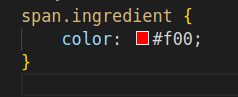 span.ingredient {
    color: #f00;
}